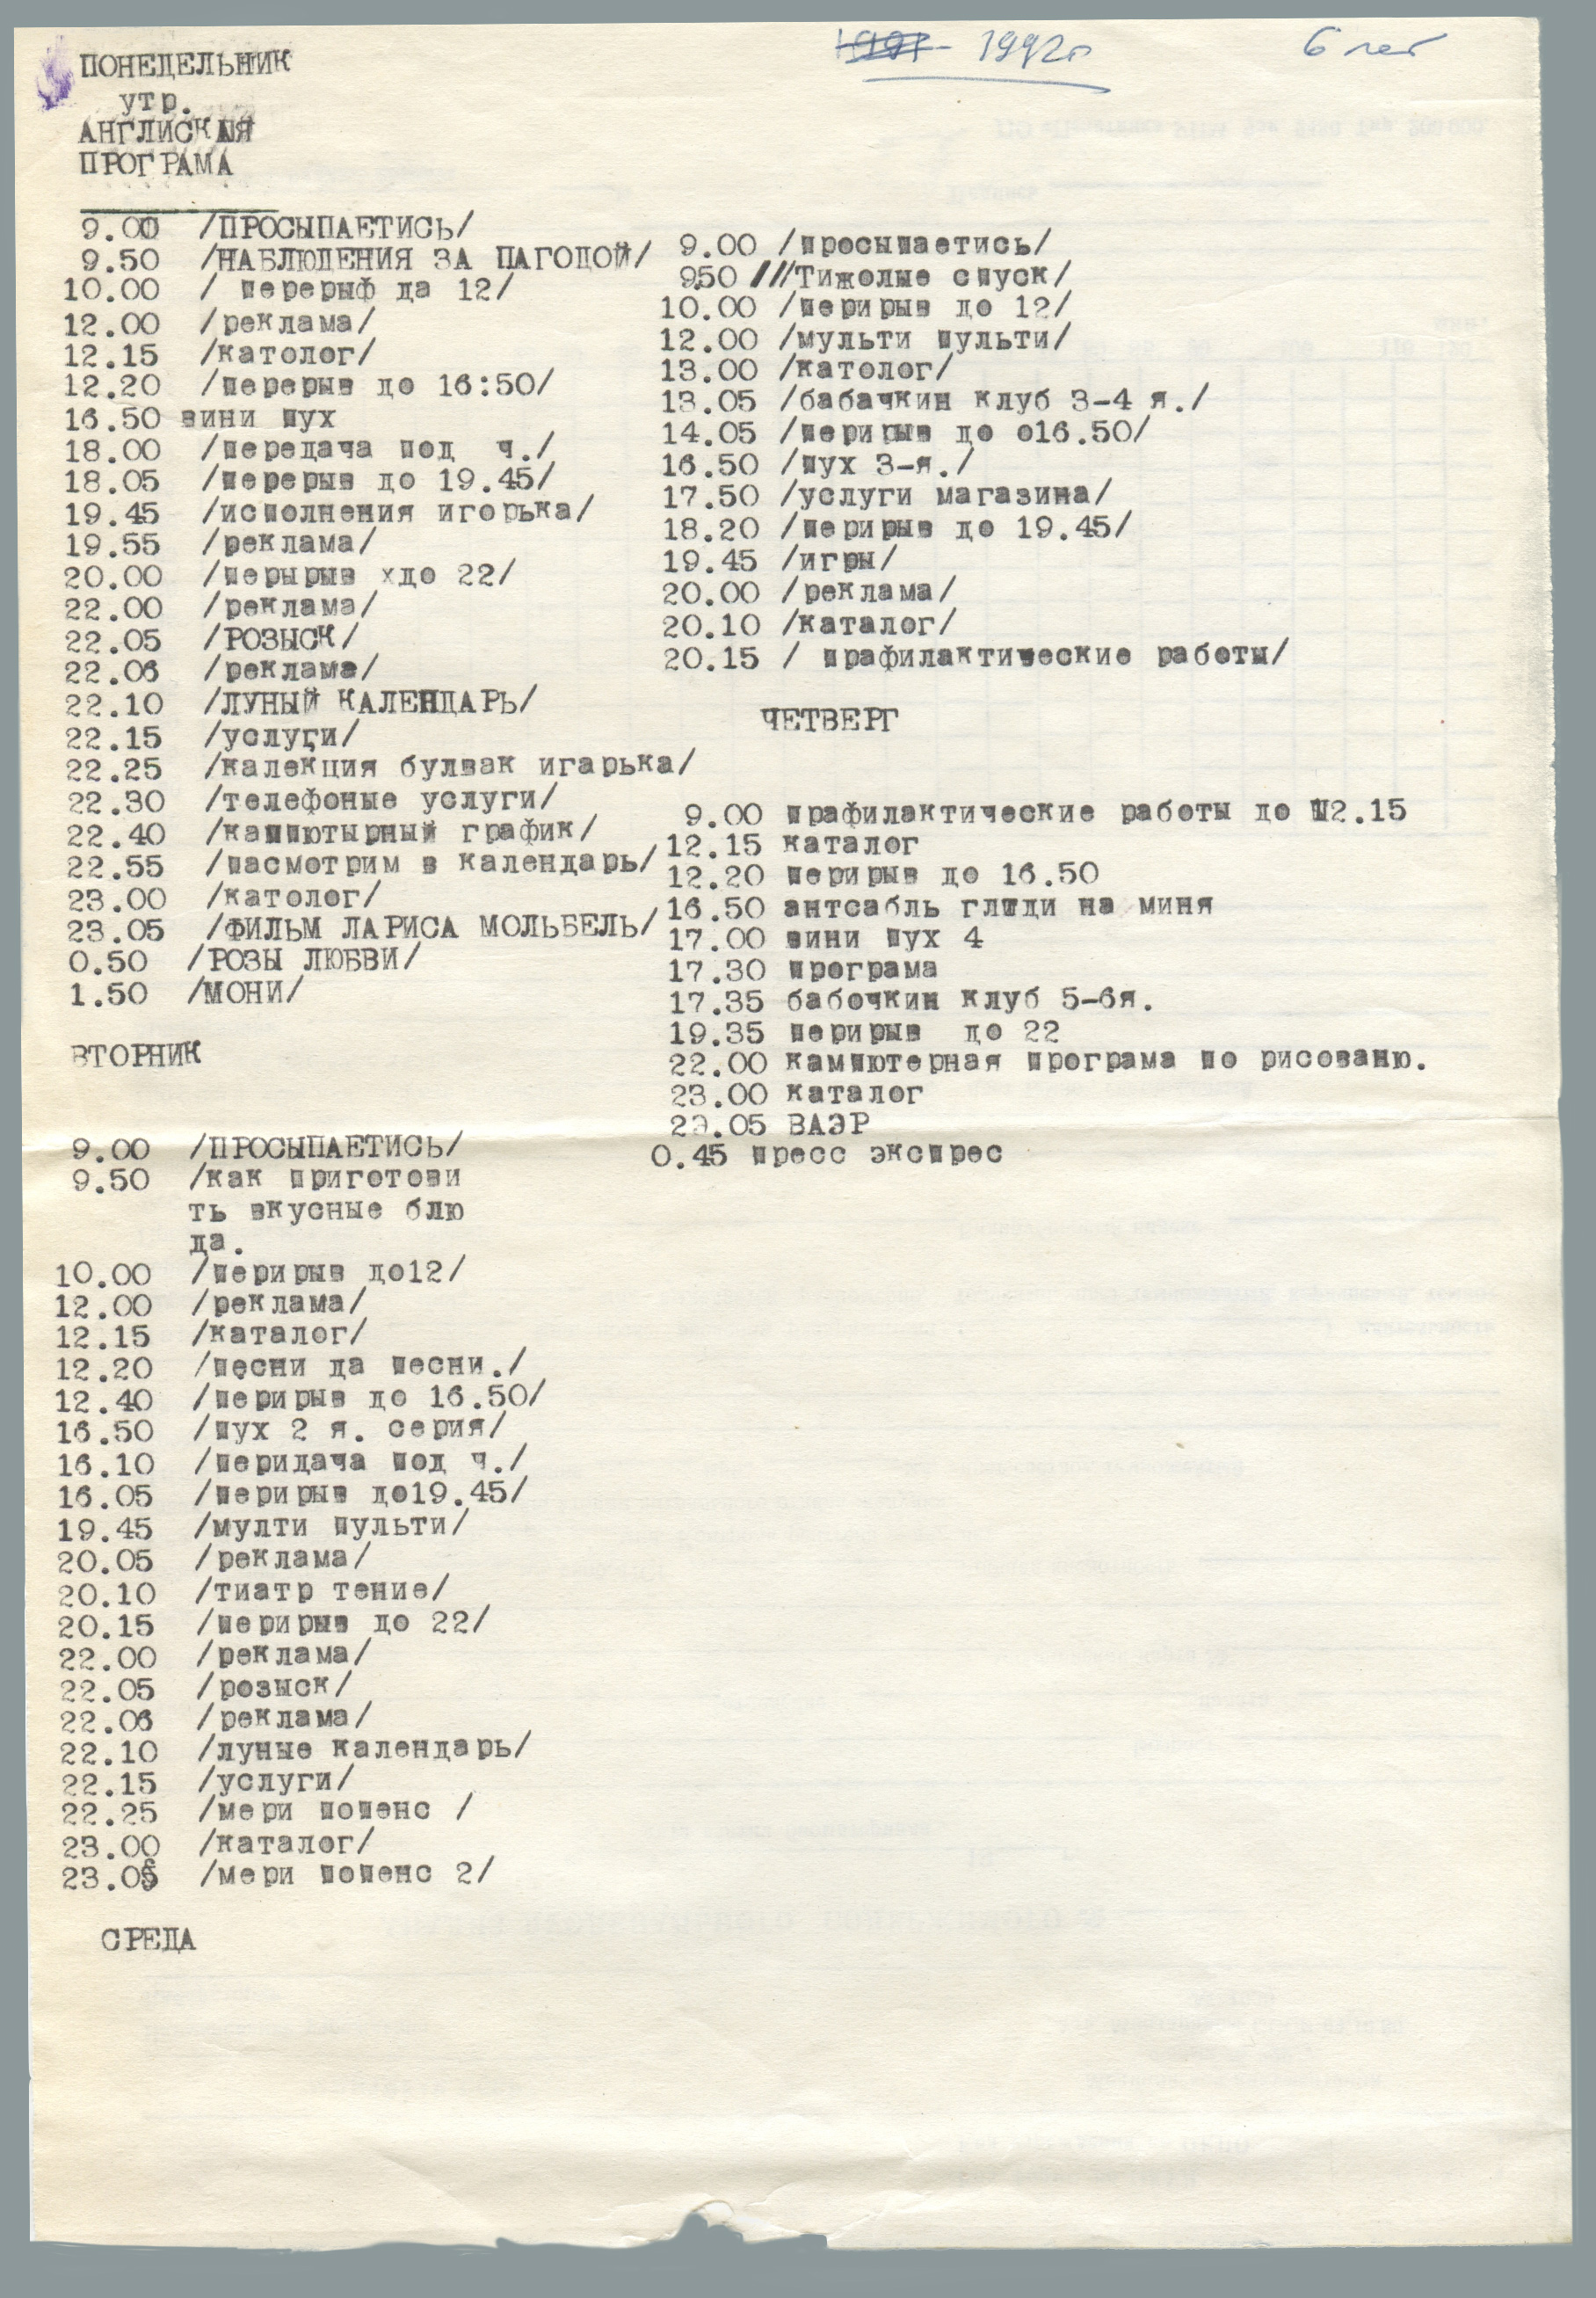 1992г
6 лет
ПОНЕДЕЛЬНИК
утр.
АНГЛИСКАЯ
ПРОГРАМА
9.00 /ПРОСЫПАЕТИСЬ/
9.50 /НАБЛЮДЕНИЯ ЗА ПАГОДОЙ/
10.00 / перерыф да 12/
12.00 /реклама/
12.15 /католог/
12.20 /перерыв до 16:50/
16.50 вини пух
18.00 /передача под ч./
18.05 /перерыв до 19.45/
19.45 /исполнения игорька/
19.55 /реклама/
20.00 /перырыв хдо 22/
22.00 /реклама/
22.05 /РОЗЫСК/
22.06 /реклама/
22.10 /ЛУНЫЙ КАЛЕНДАРЬ/
22.15 /услуги/
22.25 /калекция булвак игарька/
22.30 /телефоные услуги/
22.40 /кампютырный график/
22.55 /пасмотрим в календарь/
23.00 /католог/
23.05 /ФИЛЬМ ЛАРИСА МОЛЬБЕЛЬ/
0.50 /РОЗЫ ЛЮБВИ/
1.50 /МОНИ/
ВТОРНИК
9.00 /ПРОСЫПАЕТИСЬ/
9.50 /как приготови
ть вкусные блю
да.
10.00 /перирыв до12/
12.00 /реклама/
12.15 /каталог/
12.20 /песни да песни./
12.40 /перирыв до 16.50/
16.50 /пух 2 я. серия/
16.10 /перидача под ч./
16.05 /перирыв до19.45/
19.45 /мулти пульти/
20.05 /реклама/
20.10 /тиатр тение/
20.15 /перирыв до 22/
22.00 /реклама/
22.05 /розыск/
22.06 /реклама/
22.10 /луные календарь/
22.15 /услуги/
22.25 /мери попенс /
23.00 /каталог/
23.05 /мери попенс 2/
СРЕДА
9.00 /просыпаетись/
950 ///Тижолые спуск/
10.00 /перирыв до 12/
12.00 /мульти пульти/
13.00 /католог/
13.05 /бабачкин клуб 3-4 я./
14.05 /перирыв до о16.50/
16.50 /пух 3-я./
17.50 /услуги магазина/
18.20 /перирыв до 19.45/
19.45 /игры/
20.00 /реклама/
20.10 /каталог/
20.15 / прафилактические работы/
ЧЕТВЕРГ
9.00 прафилактические работы до 12.15
12.15 каталог
12.20 перирыв до 16.50
16.50 антсабль гляди на миня
17.00 вини пух 4
17.30 програма
17.35 бабочкин клуб 5-6я.
19.35 перирыв до 22
22.00 кампютерная програма по рисованю.
23.00 каталог
23.05 ВАЭР
0.45 пресс экспрес